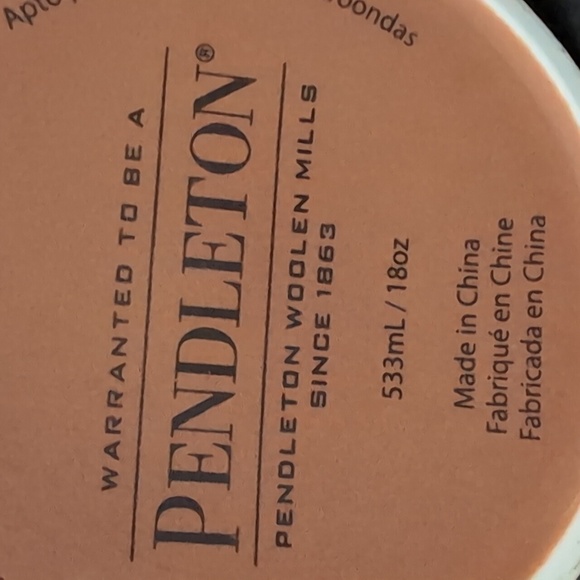 WARRANTED TO BE A
PENDLETON®
PENDLETON WOOLEN MILLS
SINCE 1863
533mL / 18oz
Made in China
Fabriqué en Chine
Fabricada en China